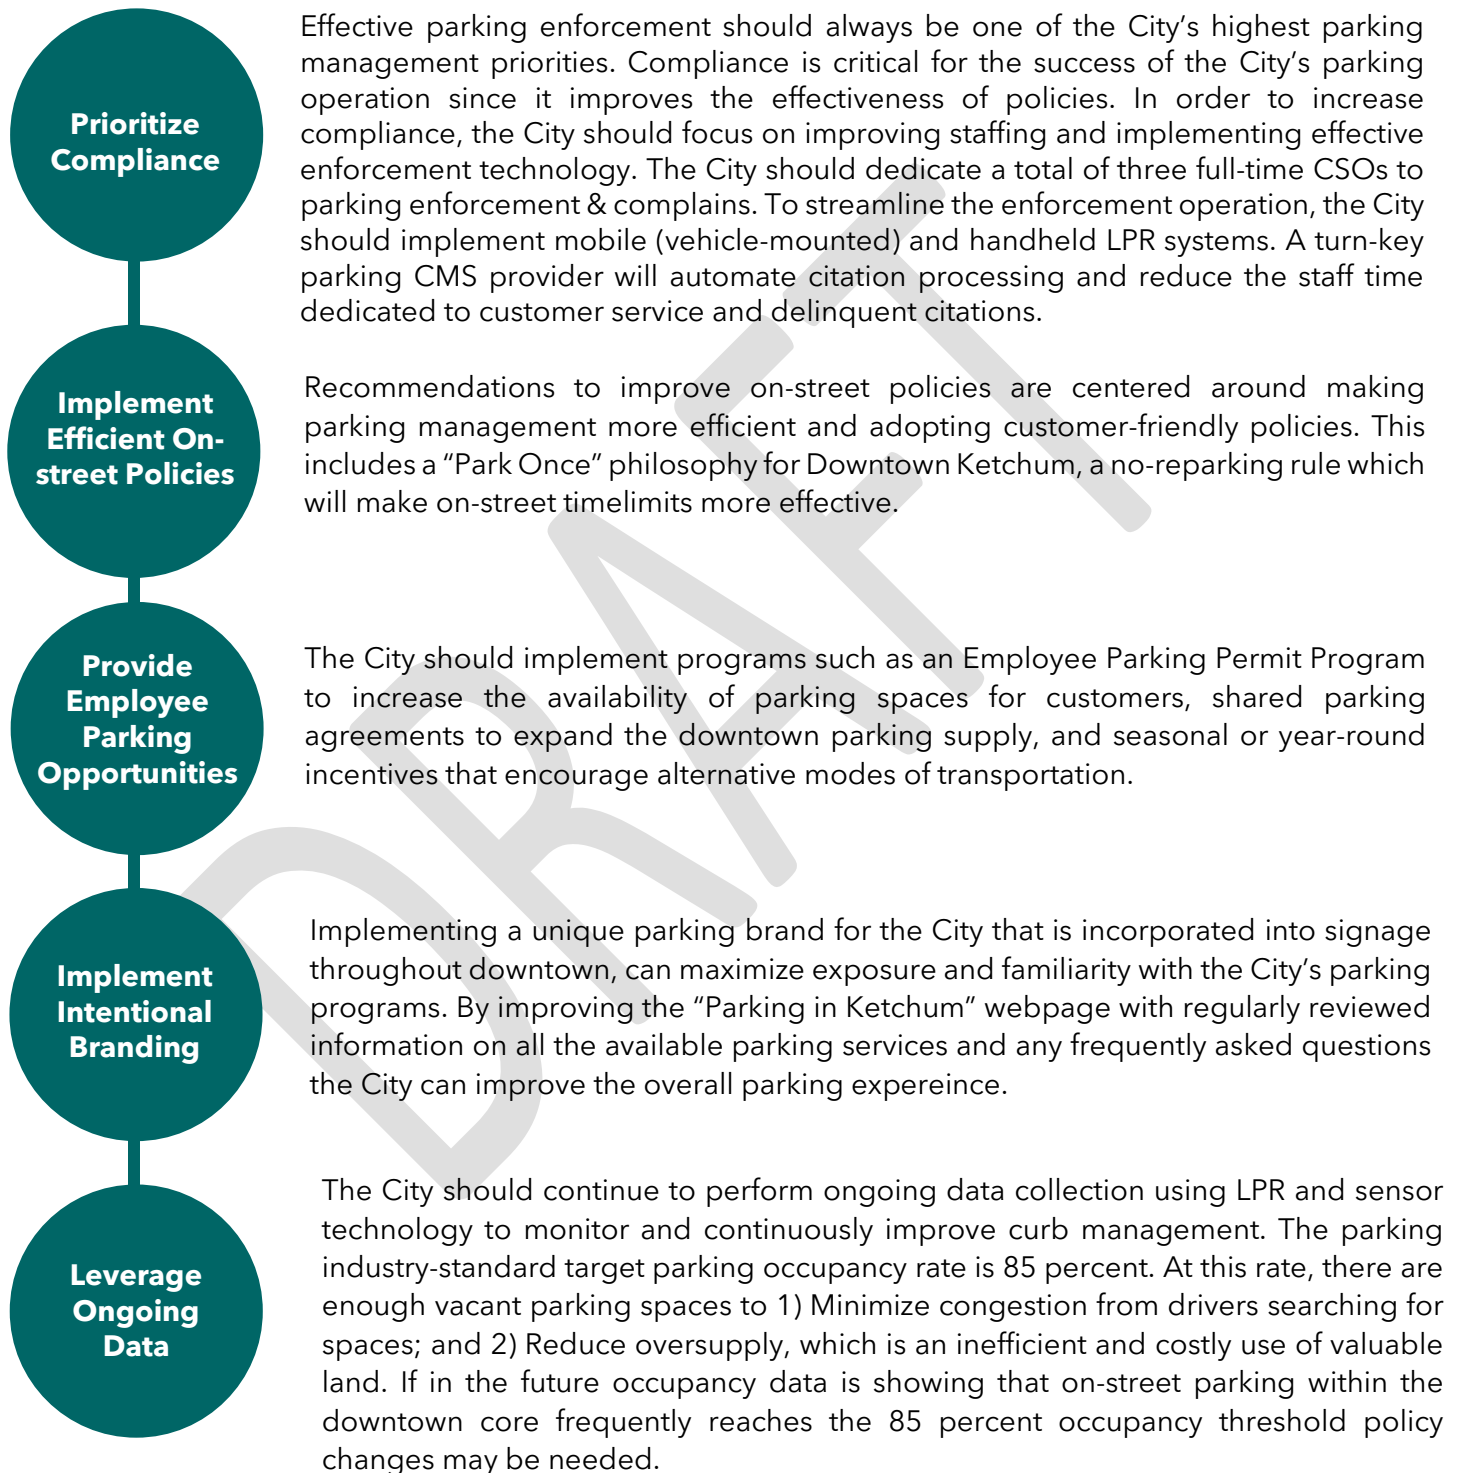 Prioritize
Compliance
Effective parking enforcement should always be one of the City’s highest parking
management priorities. Compliance is critical for the success of the City’s parking
operation since it improves the effectiveness of policies. In order to increase
compliance, the City should focus on improving staffing and implementing effective
enforcement technology. The City should dedicate a total of three full-time CSOs to
parking enforcement & complains. To streamline the enforcement operation, the City
should implement mobile (vehicle-mounted) and handheld LPR systems. A turn-key
parking CMS provider will automate citation processing and reduce the staff time
dedicated to customer service and delinquent citations.
Implement
Efficient On-
street Policies
Recommendations to improve on-street policies are centered around making
parking management more efficient and adopting customer-friendly policies. This
includes a “Park Once” philosophy for Downtown Ketchum, a no-reparking rule which
will make on-street timelimits more effective.
Provide
Employee
Parking
Opportunities
The City should implement programs such as an Employee Parking Permit Program
to increase the availability of parking spaces for customers, shared parking
agreements to expand the downtown parking supply, and seasonal or year-round
incentives that encourage alternative modes of transportation.
Implement
Intentional
Branding
Implementing a unique parking brand for the City that is incorporated into signage
throughout downtown, can maximize exposure and familiarity with the City’s parking
programs. By improving the “Parking in Ketchum” webpage with regularly reviewed
information on all the available parking services and any frequently asked questions
the City can improve the overall parking expereince.
Leverage
Ongoing
Data
The City should continue to perform ongoing data collection using LPR and sensor
technology to monitor and continuously improve curb management. The parking
industry-standard target parking occupancy rate is 85 percent. At this rate, there are
enough vacant parking spaces to 1) Minimize congestion from drivers searching for
spaces; and 2) Reduce oversupply, which is an inefficient and costly use of valuable
land. If in the future occupancy data is showing that on-street parking within the
downtown core frequently reaches the 85 percent occupancy threshold policy
changes may be needed.
DRAFT